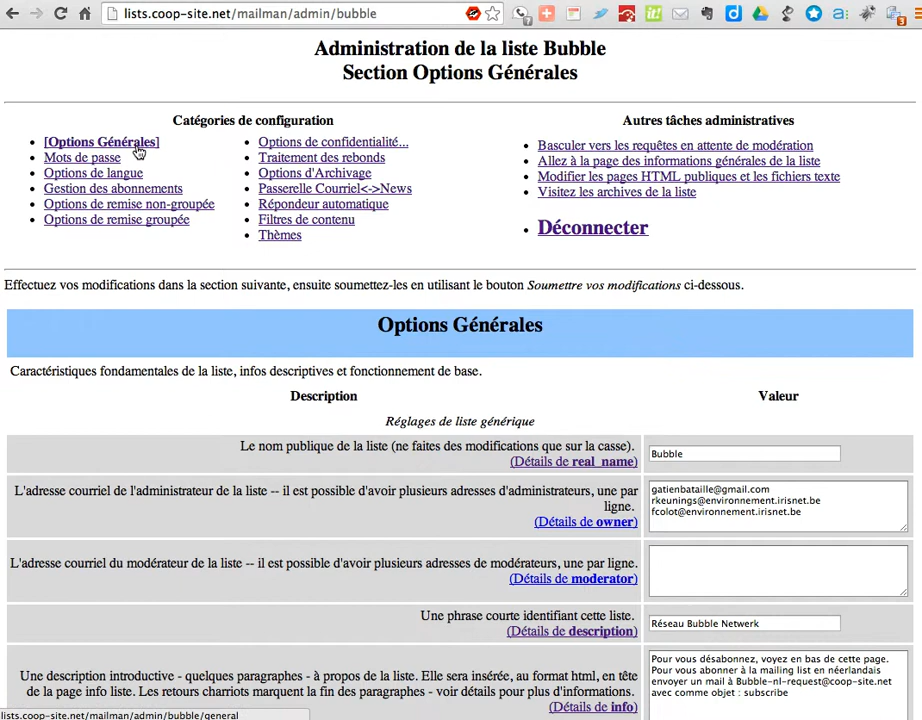 lists.coop-site.net/mailman/admin/bubble
Administration de la liste Bubble
Section Options Générales
Catégories de configuration
Autres tâches administratives
[Options Générales]
Mots de passe
Options de langue
Gestion des abonnements
Options de remise non-groupée
Options de remise groupée
Options de confidentialité...
Traitement des rebonds
Options d'Archivage
Passerelle Courriel<->News
Répondeur automatique
Filtres de contenu
Thèmes
Basculer vers les requêtes en attente de modération
Allez à la page des informations générales de la liste
Modifier les pages HTML publiques et les fichiers texte
Visitez les archives de la liste
Déconnecter
Effectuez vos modifications dans la section suivante, ensuite soumettez-les en utilisant le bouton Soumettre vos modifications ci-dessous.
Options Générales
Caractéristiques fondamentales de la liste, infos descriptives et fonctionnement de base.
Description
Valeur
Réglages de liste générique
Le nom publique de la liste (ne faites des modifications que sur la casse).
(Détails de real_name)
Bubble
L'adresse courriel de l'administrateur de la liste -- il est possible d'avoir plusieurs adresses d'administrateurs, une par
ligne.
(Détails de owner)
gatienbataille@gmail.com
rkeunings@environnement.irisnet.be
fcolot@environnement.irisnet.be
L'adresse courriel du modérateur de la liste -- il est possible d'avoir plusieurs adresses de modérateurs, une par ligne.
(Détails de moderator)
Une phrase courte identifiant cette liste.
(Détails de description)
Réseau Bubble Netwerk
Une description introductive - quelques paragraphes - à propos de la liste. Elle sera insérée, au format html, en tête
de la page info liste. Les retours charriots marquent la fin des paragraphes - voir détails pour plus d'informations.
(Détails de info)
Pour vous désabonnez, voyez en bas de cette page.
Pour vous abonner à la mailing list en néerlandais
envoyer un mail à Bubble-nl-request@coop-site.net
avec comme objet : subscribe
lists.coop-site.net/mailman/admin/bubble/general